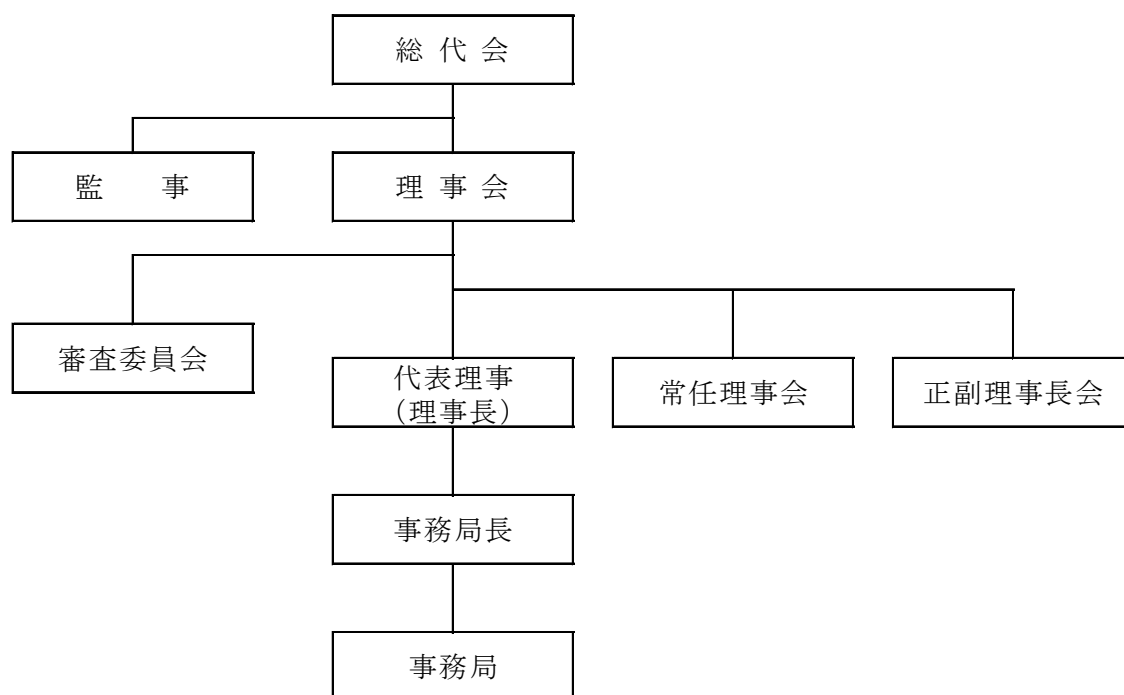 総 代 会
監　　事
理 事 会
審査委員会
代表理事
（理事長）
常任理事会
正副理事長会
事務局長
事務局